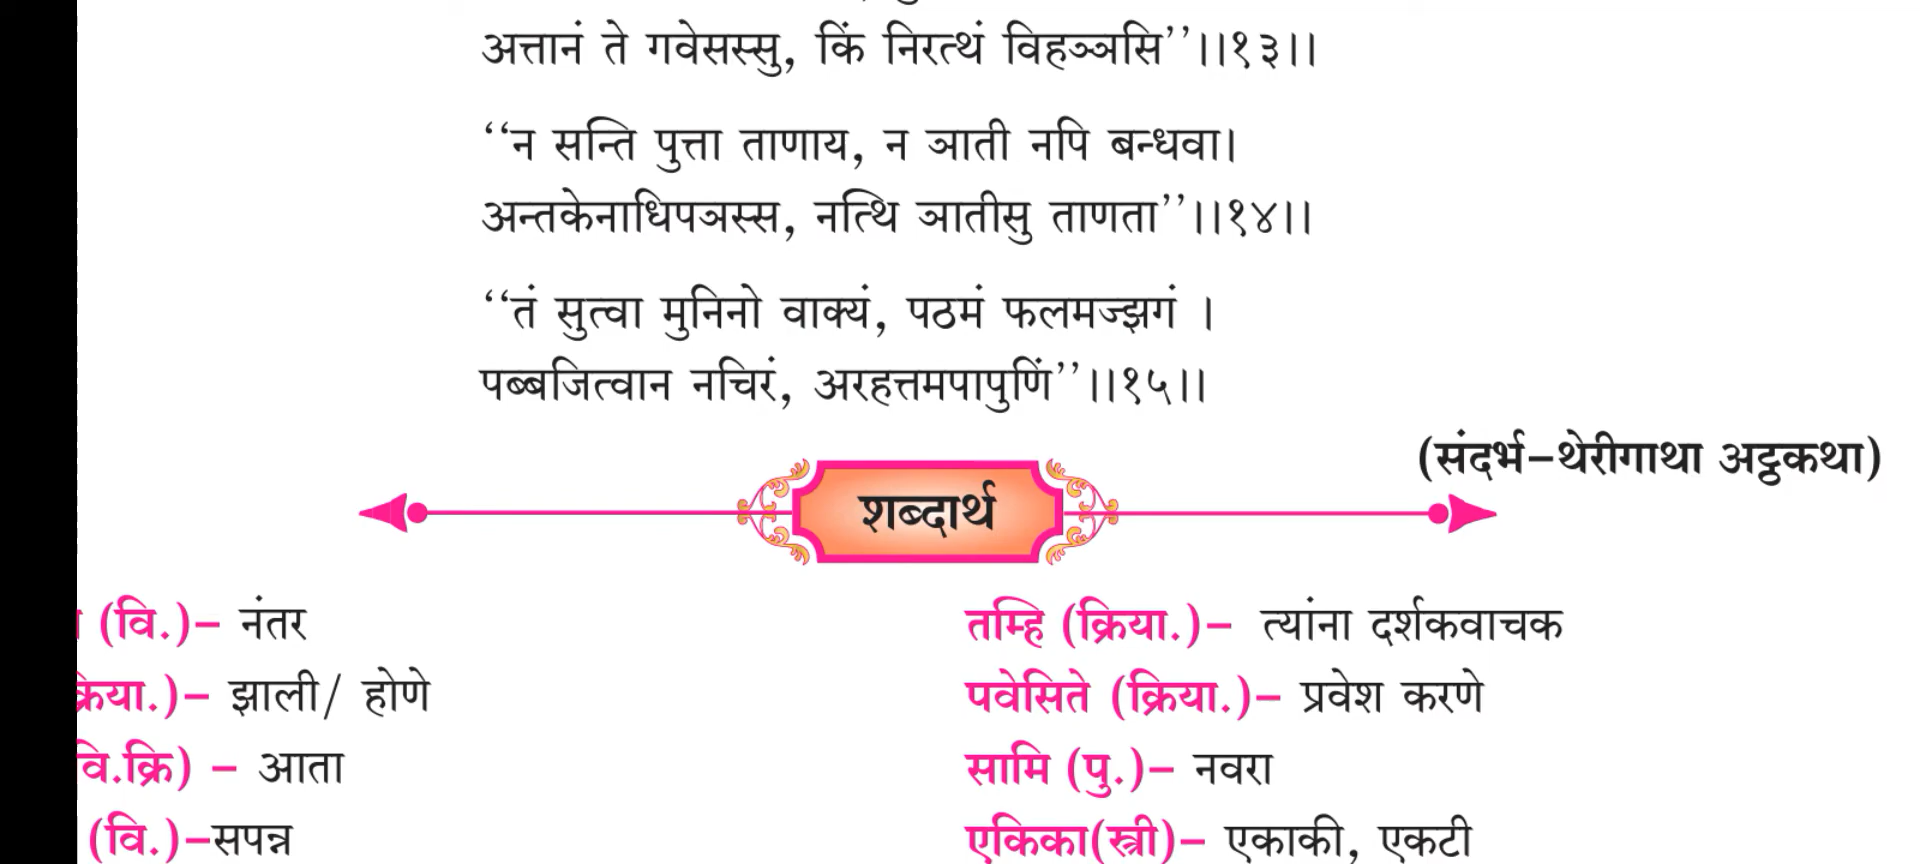 अत्तानं ते गवेसस्सु, किं निरत्थं विहञ्ञसि’’।।१३।।
‘‘न सन्ति पुत्ता ताणाय, न ञाती नपि बन्धवा।
अन्तकेनाधिपञस्स, नत्थि ञातीसु ताणता’’।।१४।।
‘‘तं सुत्वा मुनिनो वाक्यं, पठमं फलमज्झगं ।
पब्बजित्वान नचिरं, अरहत्तमपापुणिं’’।।१५।।
(संदर्भ–थेरीगाथा अट्ठकथा)
शब्दार्थ
(वि.)– नंतर
क्रिया.)– झाली/ होणे
वि.क्रि) – आता
(वि.)–सपन्न
तम्हि (क्रिया.)– त्यांना दर्शकवाचक
पवेसिते (क्रिया.)– प्रवेश करणे
सामि (पु.)– नवरा
एकिका(स्त्री)– एकाकी, एकटी